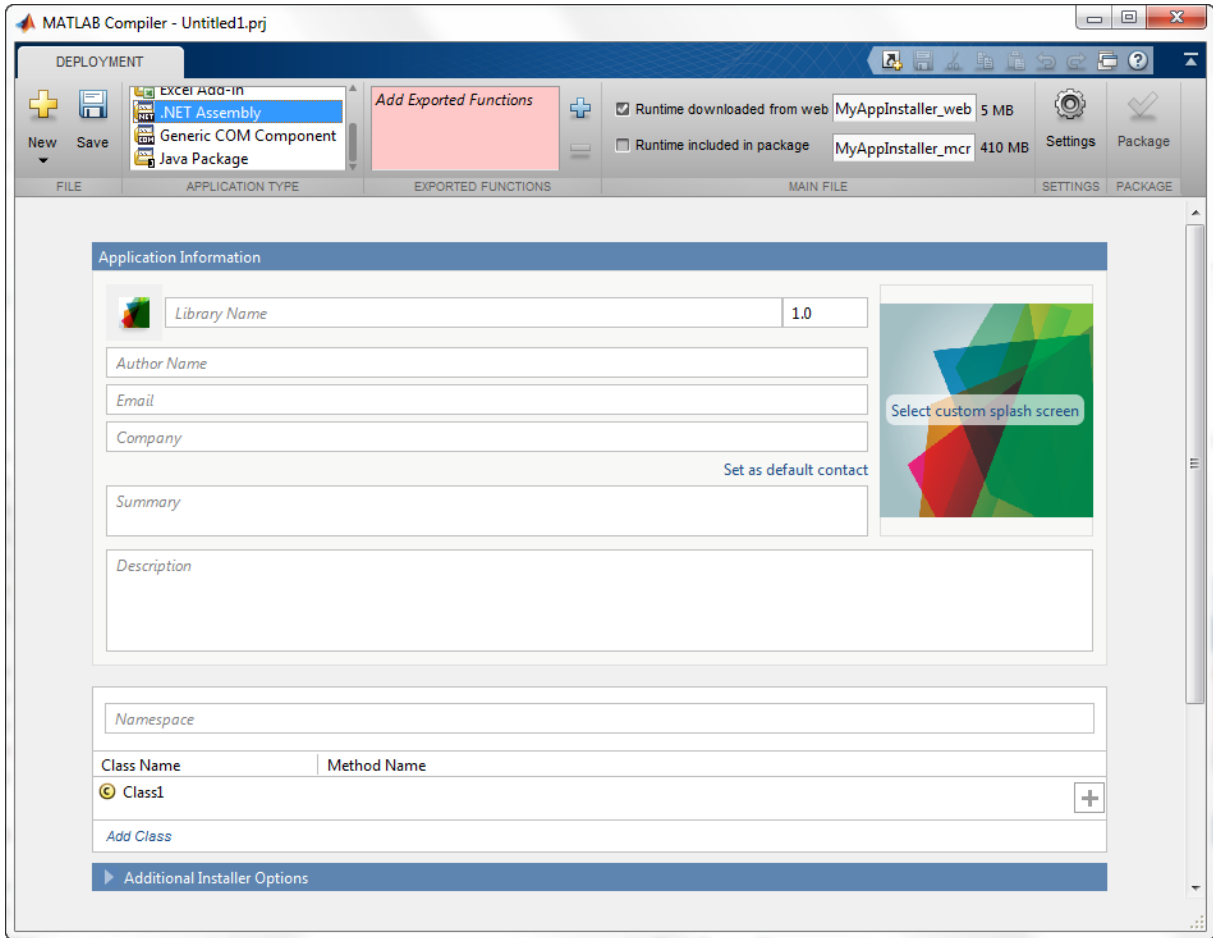 MATLAB Compiler - Untitled1.prj
DEPLOYMENT
New
Save
FILE
Excel Add-in
.NET Assembly
Generic COM Component
Java Package
APPLICATION TYPE
Add Exported Functions
EXPORTED FUNCTIONS
Runtime downloaded from web MyAppInstaller_web 5 MB
Runtime included in package MyAppInstaller_mcr 410 MB
MAIN FILE
Settings
SETTINGS
Package
PACKAGE
Application Information
Library Name 1.0
Author Name
Email
Company
Set as default contact
Summary
Select custom splash screen
Description
Namespace
Class Name Method Name
Class1
Add Class
Additional Installer Options